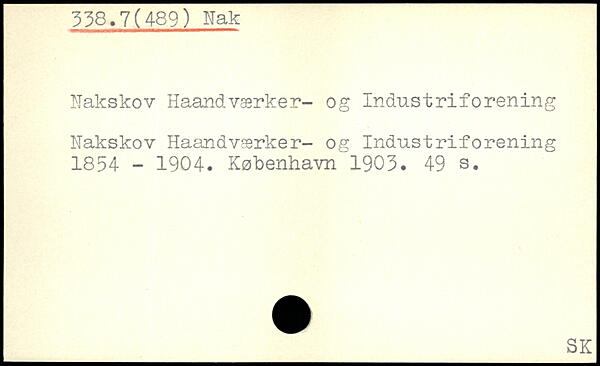 338.7(489) Nak
Nakskov Haandværker- og Industriforening
Nakskov Haandværker- og Industriforening
1854 - 1904. København 1903. 49 s.
SK